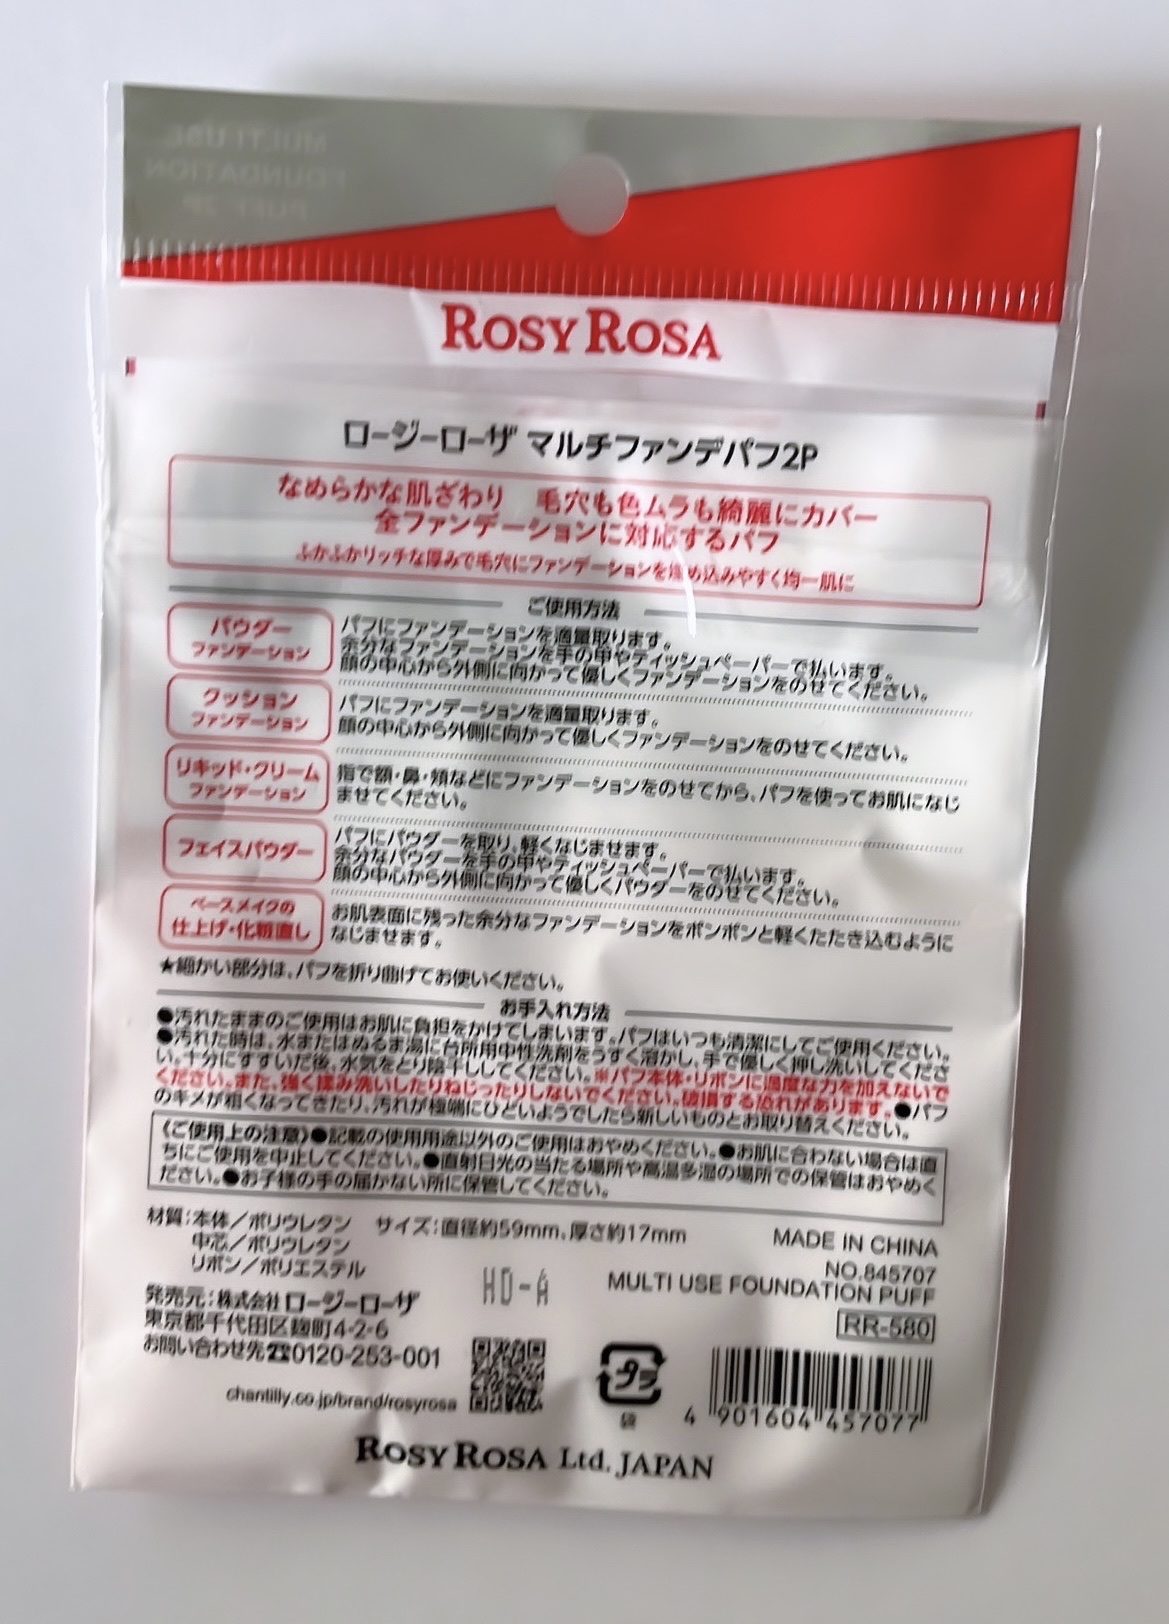 MULTI USE
FOUNDATION
PUFF 2P
ROSY ROSA
ロージーローザ マルチファンデパフ2P
なめらかな肌ざわり 毛穴も色ムラも綺麗にカバー
全ファンデーションに対応するパフ
ふかふかリッチな厚みで毛穴にファンデーションを埋め込みやすく均一肌に
ご使用方法
パウダー
ファンデーション
パフにファンデーションを適量取ります。
余分なファンデーションを手の甲やティッシュペーパーで払います。
顔の中心から外側に向かって優しくファンデーションをのせてください。
クッション
ファンデーション
パフにファンデーションを適量取ります。
顔の中心から外側に向かって優しくファンデーションをのせてください。
リキッド・クリーム
ファンデーション
指で額・鼻・頬などにファンデーションをのせてから、パフを使ってお肌になじ
ませてください。
フェイスパウダー
パフにパウダーを取り、軽くなじませます。
余分なパウダーを手の甲やティッシュペーパーで払います。
顔の中心から外側に向かって優しくパウダーをのせてください。
ベースメイクの
仕上げ・化粧直し
お肌表面に残った余分なファンデーションをポンポンと軽くたたき込むように
なじませます。
★細かい部分は、パフを折り曲げてお使いください。
お手入れ方法
●汚れたままのご使用はお肌に負担をかけてしまいます。パフはいつも清潔にしてご使用ください。
●汚れた時は、水またはぬるま湯に台所用中性洗剤をうすく溶かし、手で優しく押し洗いしてくださ
い。十分にすすいだ後、水気をとり陰干ししてください。※パフ本体・リボンに過度な力を加えないで
ください。また、強く揉み洗いしたりねじったりしないでください。破損する恐れがあります。●パフ
のキメが粗くなってきたり、汚れが極端にひどいようでしたら新しいものとお取り替えください。
〈ご使用上の注意〉●記載の使用用途以外のご使用はおやめください。●お肌に合わない場合は直
ちにご使用を中止してください。●直射日光の当たる場所や高温多湿の場所での保管はおやめく
ださい。●お子様の手の届かない所に保管してください。
材質:本体／ポリウレタン サイズ:直径約59mm、厚さ約17mm
中芯／ポリウレタン
リボン／ポリエステル
MADE IN CHINA
NO.845707
MULTI USE FOUNDATION PUFF
RR-580
HD-A
発売元:株式会社 ロージーローザ
東京都千代田区麹町4-2-6
お問い合わせ先☎0120-253-001
chantilly.co.jp/brand/rosyrosa
プラ
袋
4 901604 457077
ROSY ROSA Ltd. JAPAN